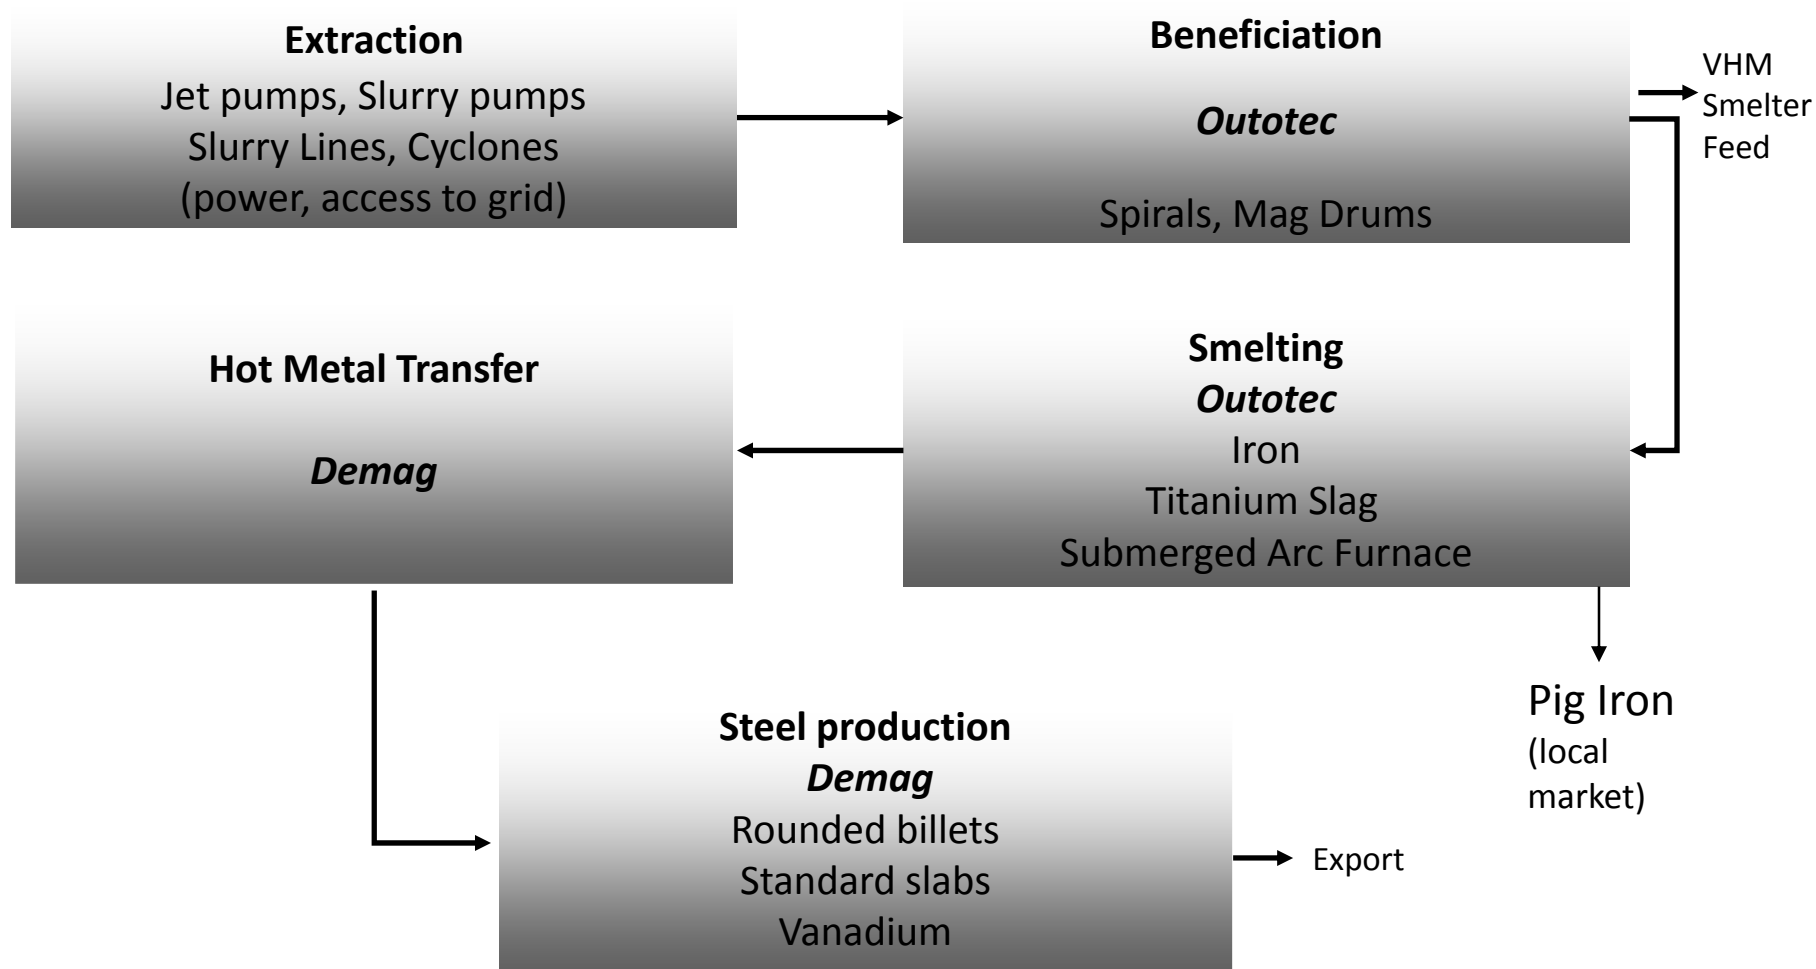 Extraction
Jet pumps, Slurry pumps
Slurry Lines, Cyclones
(power, access to grid)
Beneficiation
Outotec
Spirals, Mag Drums
VHM
Smelter
Feed
Hot Metal Transfer
Demag
Smelting
Outotec
Iron
Titanium Slag
Submerged Arc Furnace
Pig Iron
(local
market)
Steel production
Demag
Rounded billets
Standard slabs
Vanadium
Export